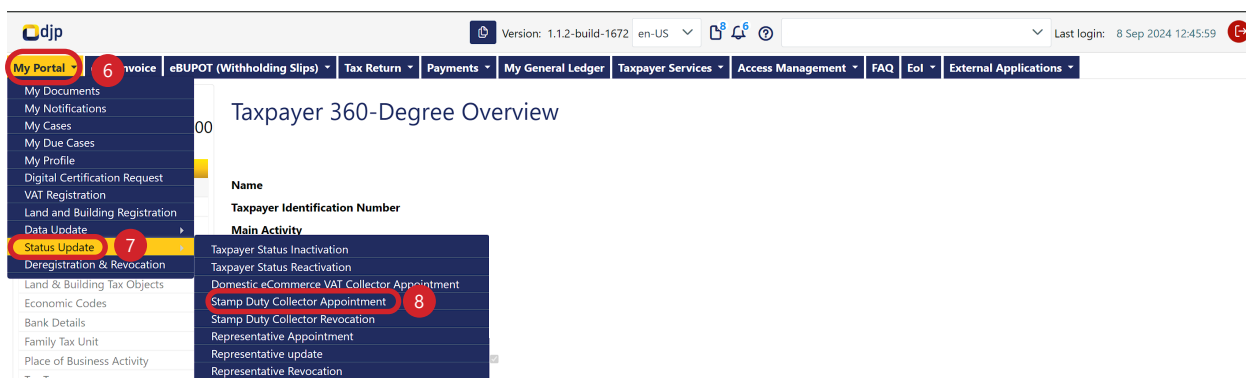 djp
Version: 1.1.2-build-1672 en-US 8 6 Last login: 8 Sep 2024 12:45:59
My Portal 6 nvoice eBUPOT (Withholding Slips) Tax Return Payments My General Ledger Taxpayer Services Access Management FAQ EoI External Applications
My Documents
My Notifications
My Cases
00
My Due Cases
My Profile
Digital Certification Request
VAT Registration
Land and Building Registration
Data Update
Status Update 7
Deregistration & Revocation
Land & Building Tax Objects
Economic Codes
Bank Details
Family Tax Unit
Place of Business Activity
Taxpayer 360-Degree Overview
Name
Taxpayer Identification Number
Main Activity
Taxpayer Status Inactivation
Taxpayer Status Reactivation
Domestic eCommerce VAT Collector Appointment
Stamp Duty Collector Appointment 8
Stamp Duty Collector Revocation
Representative Appointment
Representative update
Representative Revocation